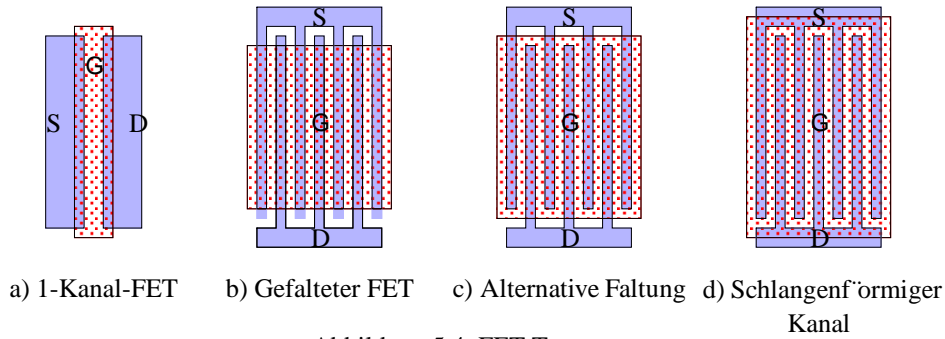 S
G
D
S
G
D
S
G
D
S
G
D
a) 1-Kanal-FET
b) Gefalteter FET
c) Alternative Faltung
d) Schlangenf¨ormiger
Kanal